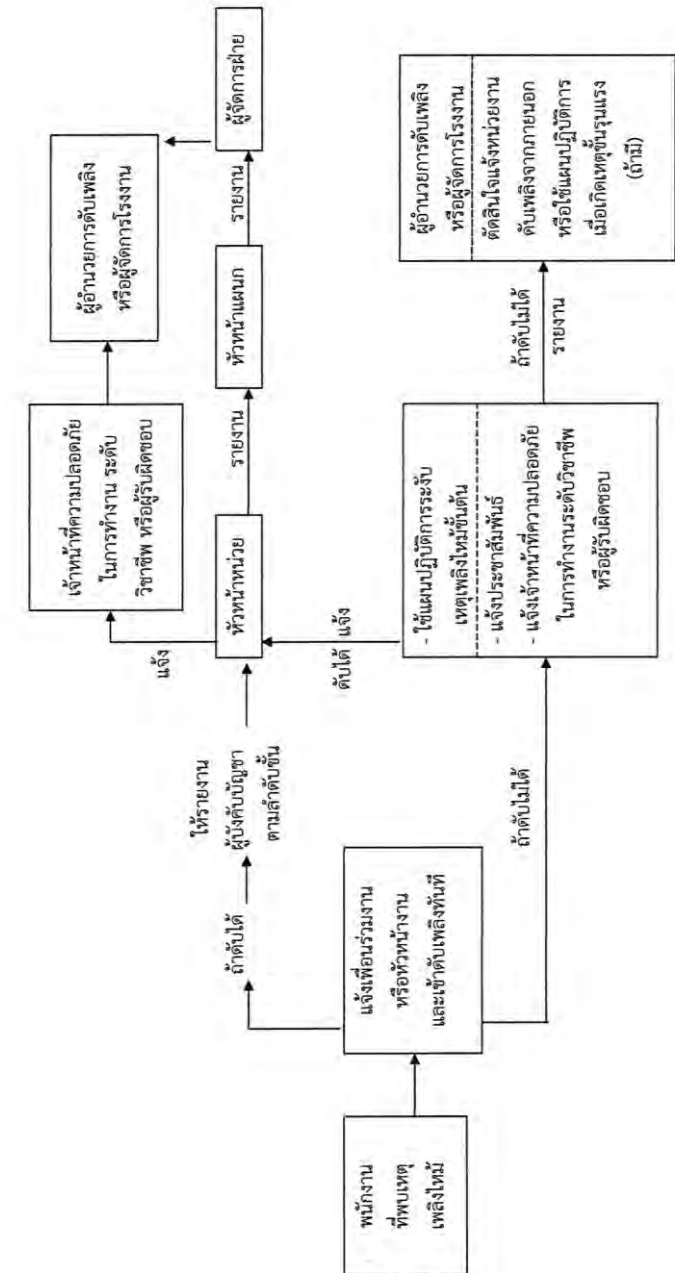 พนักงาน
ที่พบเหตุ
เพลิงไหม้
แจ้งเพื่อนร่วมงาน
หรือหัวหน้างาน
และเข้าดับเพลิงทันที
ถ้าดับได้
ให้รายงาน
ผู้บังคับบัญชา
ตามลำดับขั้น
หัวหน้าหน่วย
รายงาน
หัวหน้าแผนก
รายงาน
ผู้จัดการฝ่าย
แจ้ง
เจ้าหน้าที่ความปลอดภัย
ในการทำงาน ระดับ
วิชาชีพ หรือผู้รับผิดชอบ
ผู้อำนวยการดับเพลิง
หรือผู้จัดการโรงงาน
ถ้าดับไม่ได้
- ใช้แผนปฏิบัติการระงับ
เหตุเพลิงไหม้ขั้นต้น
- แจ้งประชาสัมพันธ์
- แจ้งเจ้าหน้าที่ความปลอดภัย
ในการทำงานระดับวิชาชีพ
หรือผู้รับผิดชอบ
ดับได้ แจ้ง
ถ้าดับไม่ได้
รายงาน
ผู้อำนวยการดับเพลิง
หรือผู้จัดการโรงงาน
ตัดสินใจแจ้งหน่วยงาน
ดับเพลิงจากภายนอก
หรือใช้แผนปฏิบัติการ
เมื่อเกิดเหตุขั้นรุนแรง
(ถ้ามี)